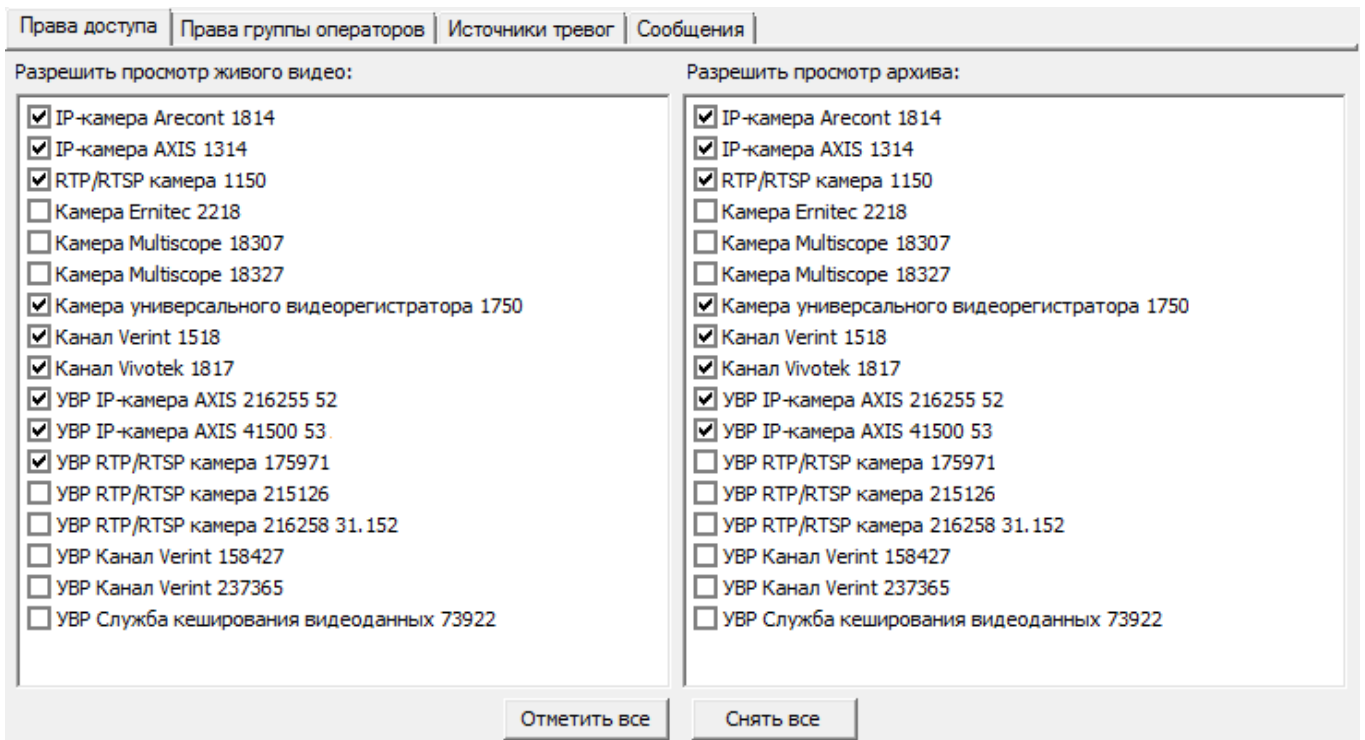 Права доступа
Права группы операторов
Источники тревог
Сообщения
Разрешить просмотр живого видео:
IP-камера Arecont 1814
IP-камера AXIS 1314
RTP/RTSP камера 1150
Камера Ernitec 2218
Камера Multiscope 18307
Камера Multiscope 18327
Камера универсального видеорегистратора 1750
Канал Verint 1518
Канал Vivotek 1817
УВР IP-камера AXIS 216255 52
УВР IP-камера AXIS 41500 53
УВР RTP/RTSP камера 175971
УВР RTP/RTSP камера 215126
УВР RTP/RTSP камера 216258 31.152
УВР Канал Verint 158427
УВР Канал Verint 237365
УВР Служба кеширования видеоданных 73922
Разрешить просмотр архива:
IP-камера Arecont 1814
IP-камера AXIS 1314
RTP/RTSP камера 1150
Камера Ernitec 2218
Камера Multiscope 18307
Камера Multiscope 18327
Камера универсального видеорегистратора 1750
Канал Verint 1518
Канал Vivotek 1817
УВР IP-камера AXIS 216255 52
УВР IP-камера AXIS 41500 53
УВР RTP/RTSP камера 175971
УВР RTP/RTSP камера 215126
УВР RTP/RTSP камера 216258 31.152
УВР Канал Verint 158427
УВР Канал Verint 237365
УВР Служба кеширования видеоданных 73922
Отметить все
Снять все